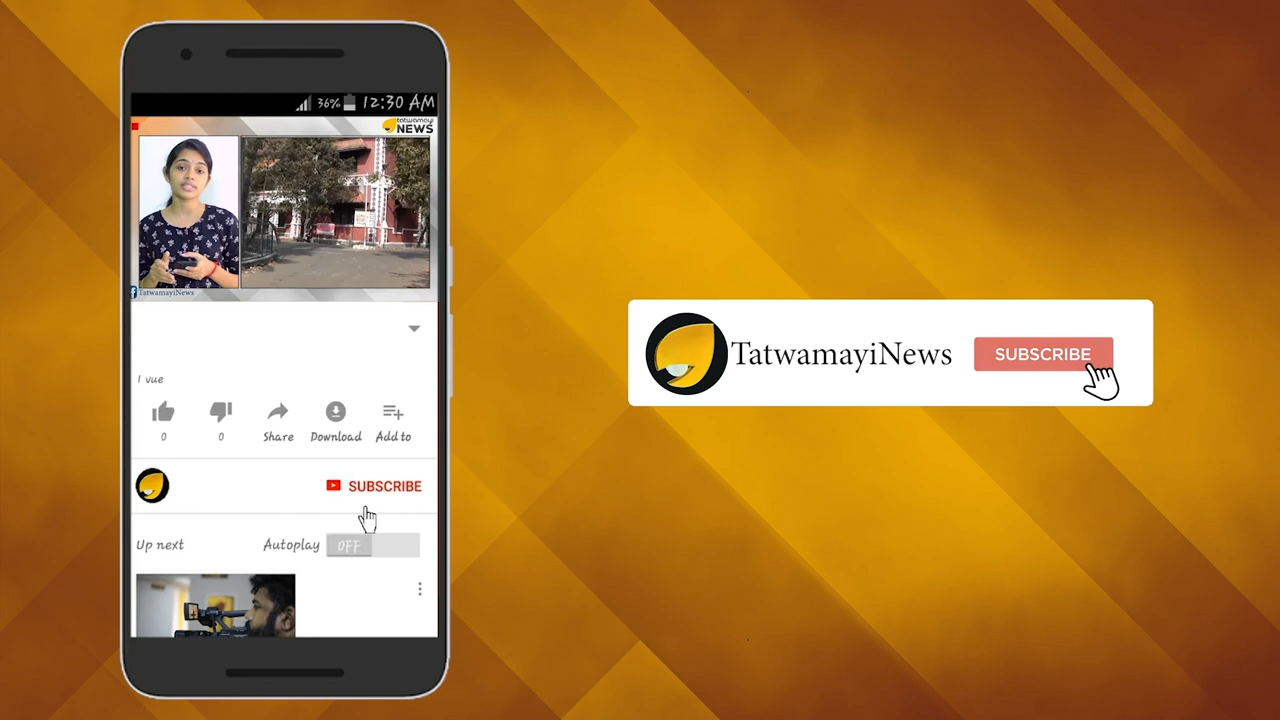 36%
12:30 AM
tatwamayi
NEWS
TatwamayiNews
1 vue
0
0
Share
Download
Add to
SUBSCRIBE
Up next
Autoplay
OFF
TatwamayiNews
SUBSCRIBE